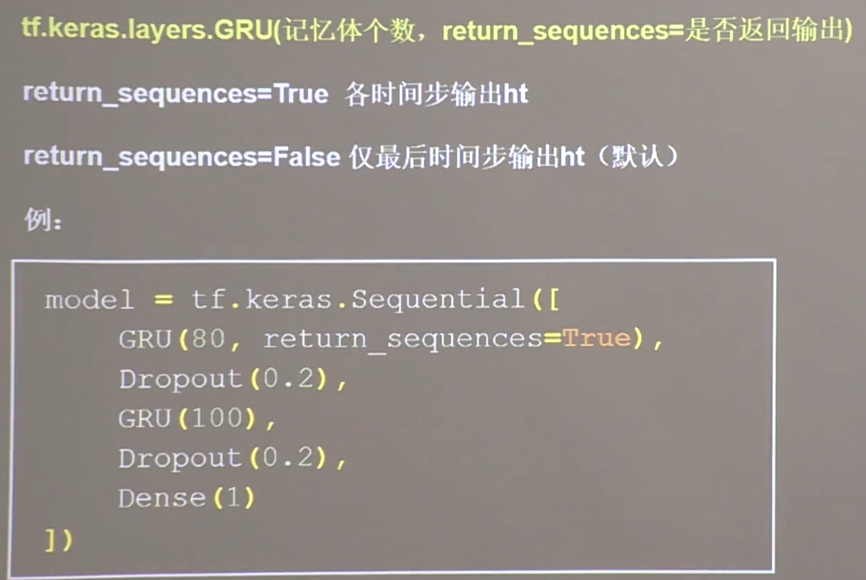 tf.keras.layers.GRU(记忆体个数，return_sequences=是否返回输出)
return_sequences=True 各时间步输出ht
return_sequences=False 仅最后时间步输出ht（默认）
例：
model = tf.keras.Sequential([
    GRU(80, return_sequences=True),
    Dropout(0.2),
    GRU(100),
    Dropout(0.2),
    Dense(1)
])